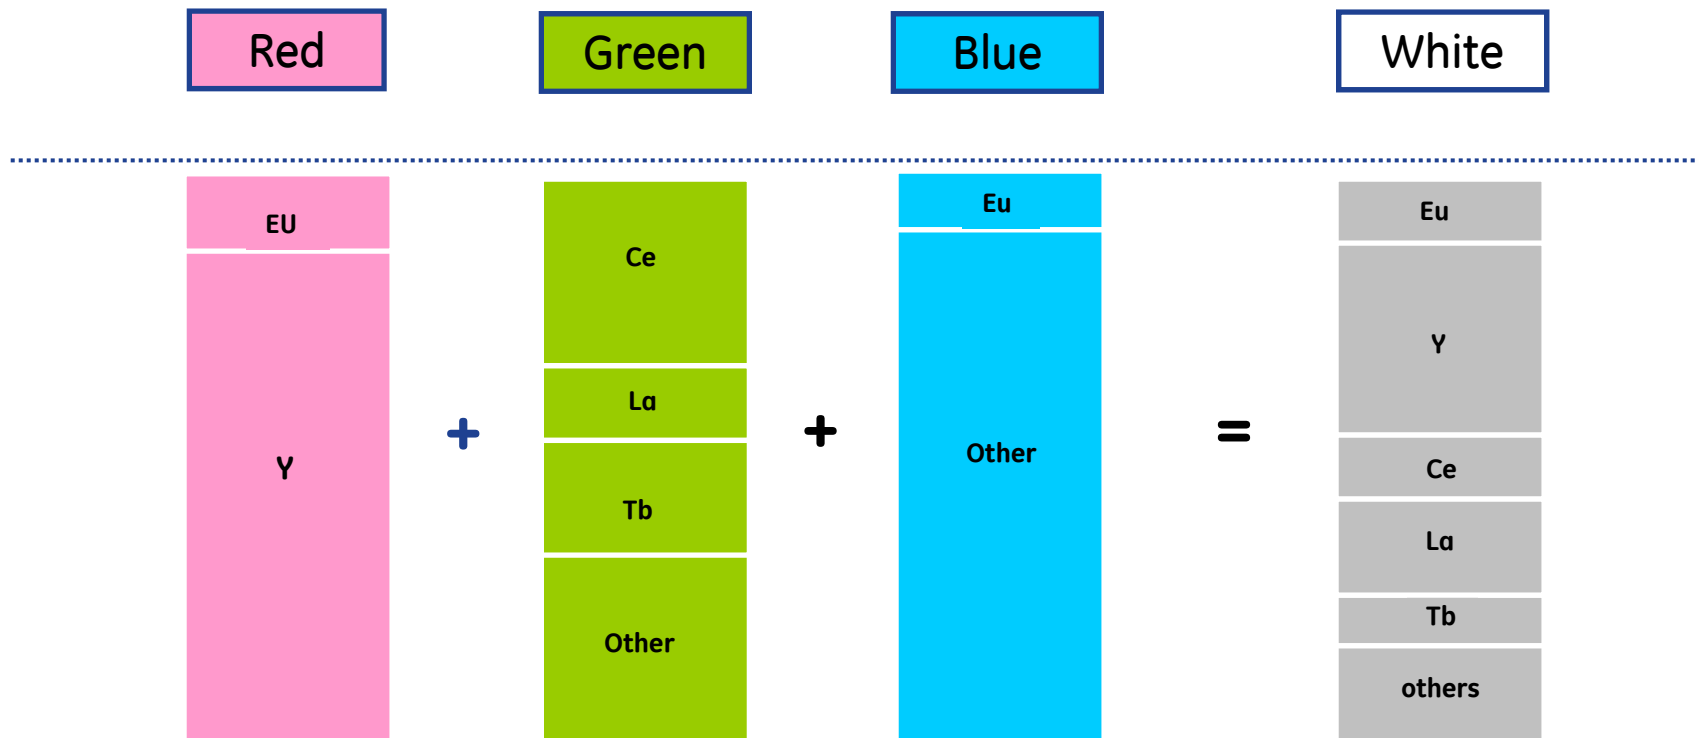 Red
Green
Blue
White
EU
Y
+
Ce
La
Tb
Other
+
Eu
Other
=
Eu
Y
Ce
La
Tb
others